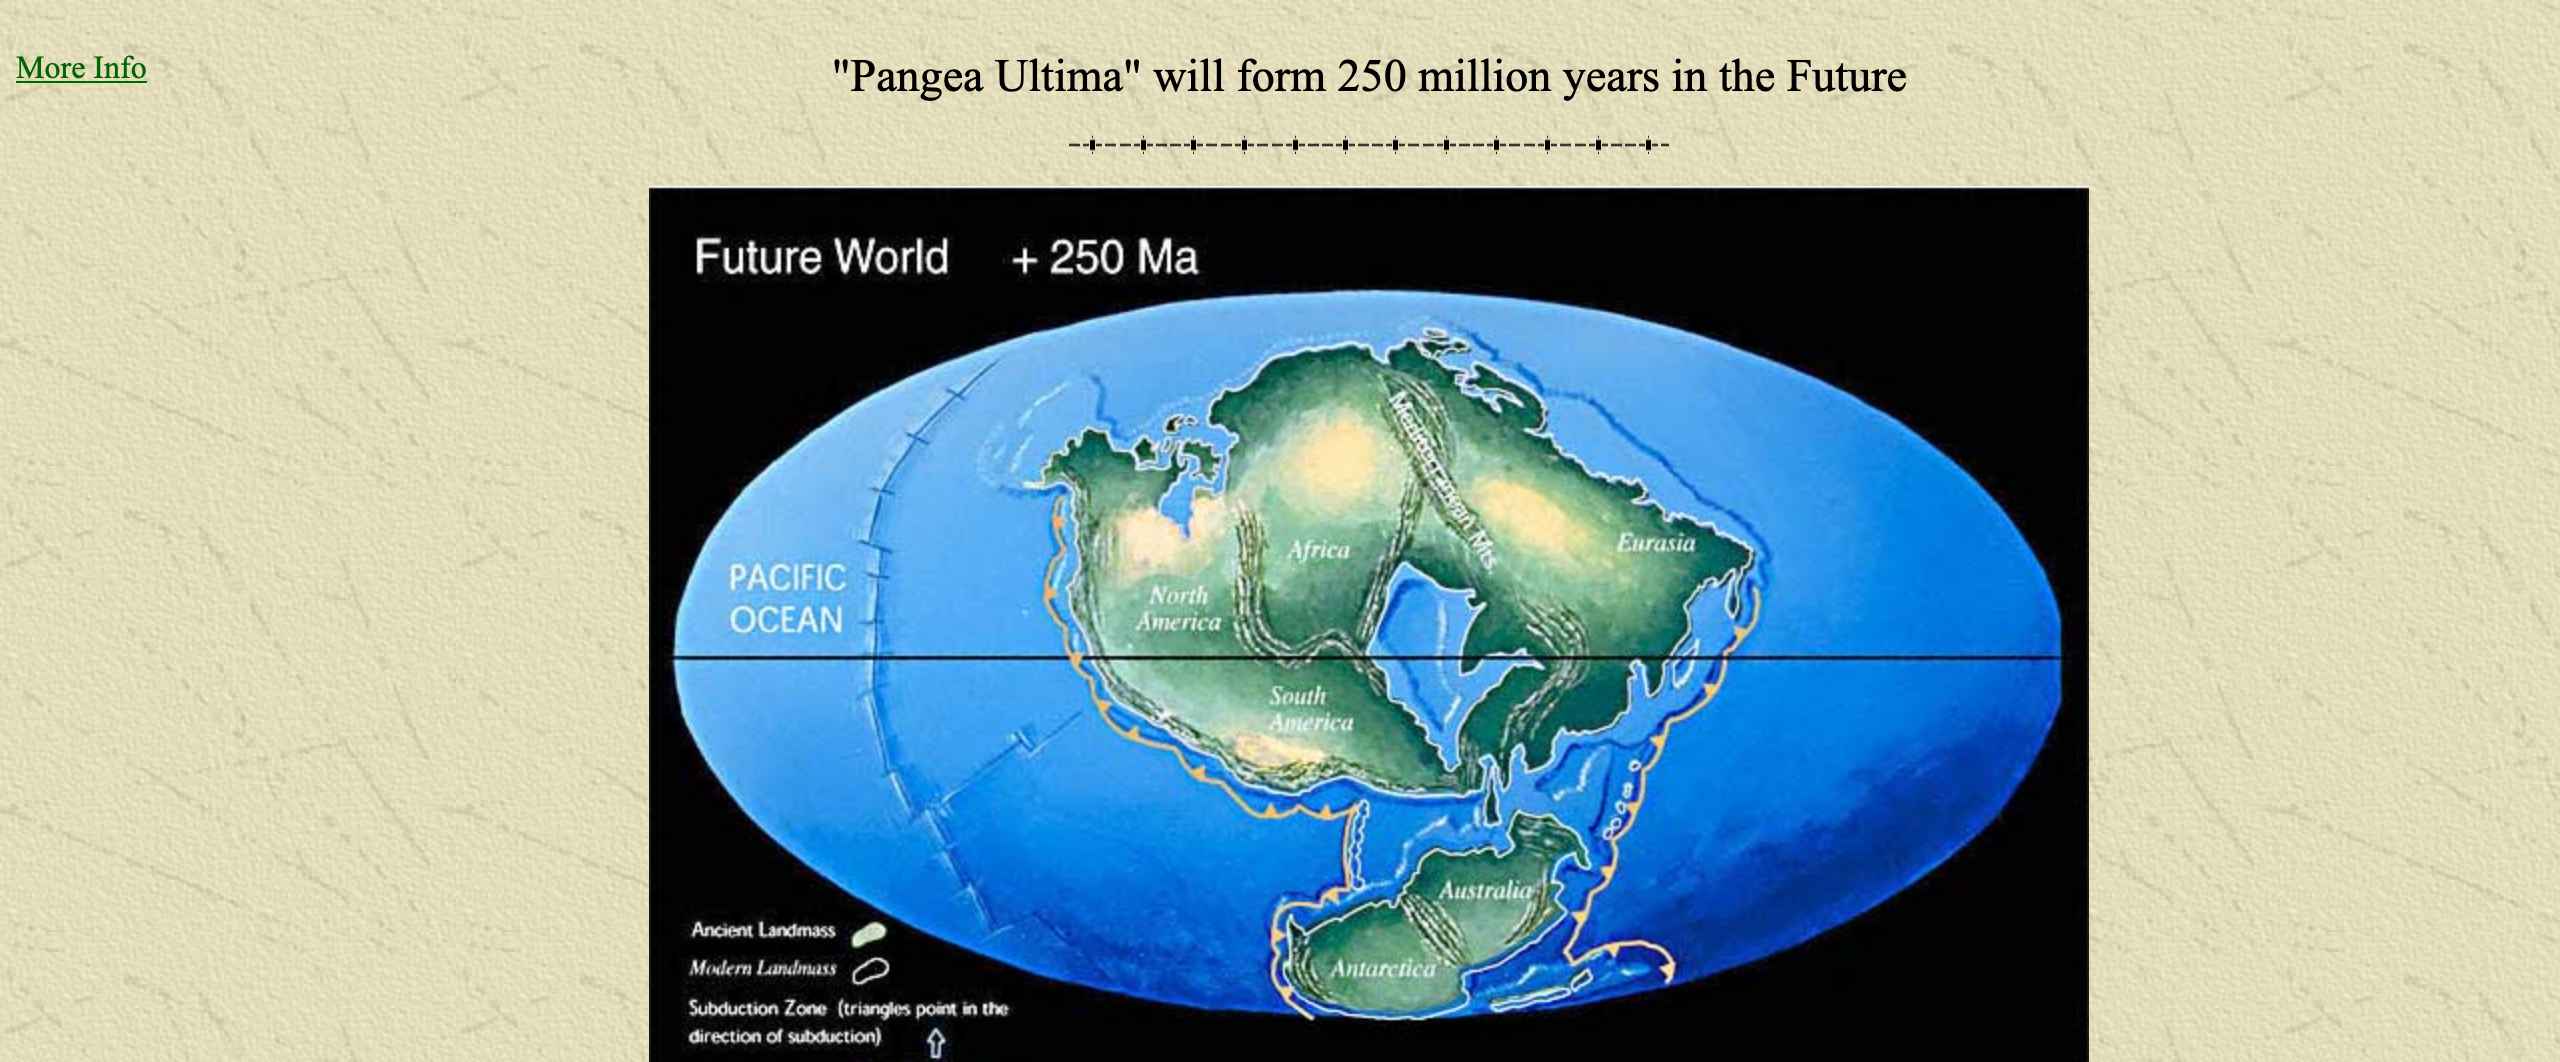 More Info
"Pangea Ultima" will form 250 million years in the Future
Future World + 250 Ma
Mediterranean Mts.
Eurasia
Africa
PACIFIC
OCEAN
North
America
South
America
Australia
Antarctica
Ancient Landmass
Modern Landmass
Subduction Zone (triangles point in the
direction of subduction)